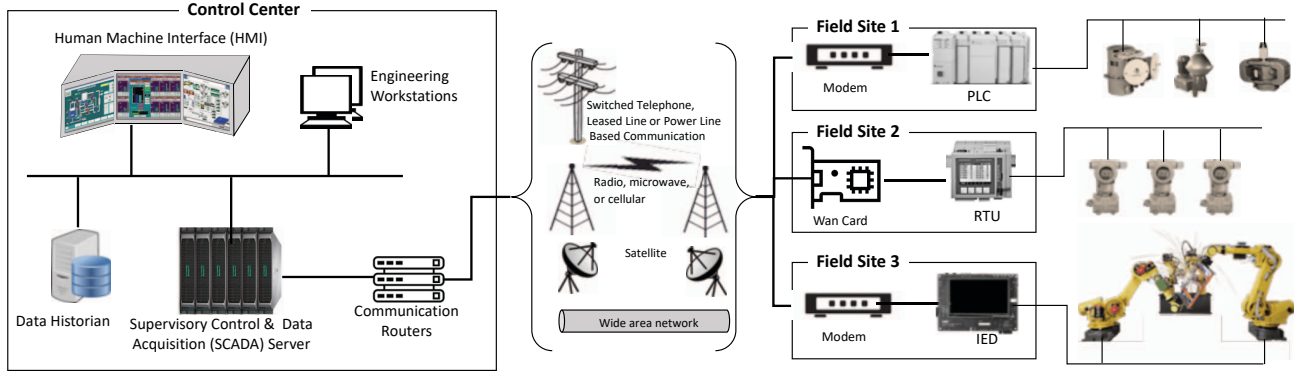 Control Center
Human Machine Interface (HMI)
Engineering
Workstations
Data Historian
Supervisory Control & Data
Acquisition (SCADA) Server
Communication
Routers
Switched Telephone,
Leased Line or Power Line
Based Communication
Radio, microwave,
or cellular
Satellite
Wide area network
Field Site 1
Modem
PLC
Field Site 2
Wan Card
RTU
Field Site 3
Modem
IED